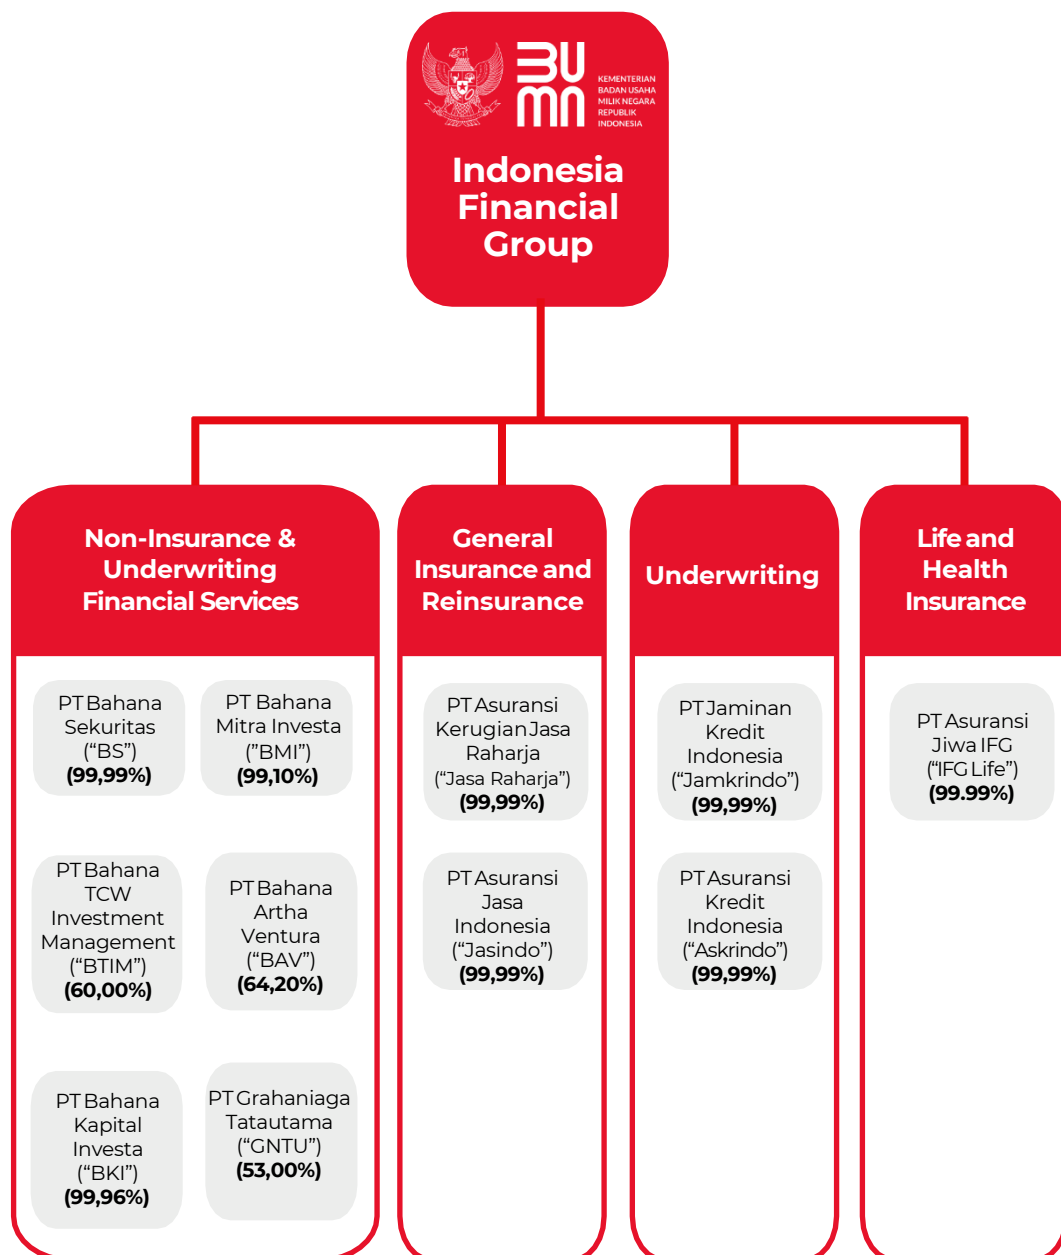 BUMN
KEMENTERIAN
BADAN USAHA
MILIK NEGARA
REPUBLIK
INDONESIA
Indonesia
Financial
Group
Non-Insurance &
Underwriting
Financial Services
PT Bahana
Sekuritas
(“BS”)
(99,99%)
PT Bahana
Mitra Investa
(”BMI”)
(99,10%)
PT Bahana
TCW
Investment
Management
(“BTIM”)
(60,00%)
PT Bahana
Artha
Ventura
(“BAV”)
(64,20%)
PT Bahana
Kapital
Investa
(“BKI”)
(99,96%)
PT Grahaniaga
Tatautama
(“GNTU”)
(53,00%)
General
Insurance and
Reinsurance
PT Asuransi
Kerugian Jasa
Raharja
(“Jasa Raharja”)
(99,99%)
PT Asuransi
Jasa
Indonesia
(“Jasindo”)
(99,99%)
Underwriting
PT Jaminan
Kredit
Indonesia
(“Jamkrindo”)
(99,99%)
PT Asuransi
Kredit
Indonesia
(“Askrindo”)
(99,99%)
Life and
Health
Insurance
PT Asuransi
Jiwa IFG
(“IFG Life”)
(99.99%)